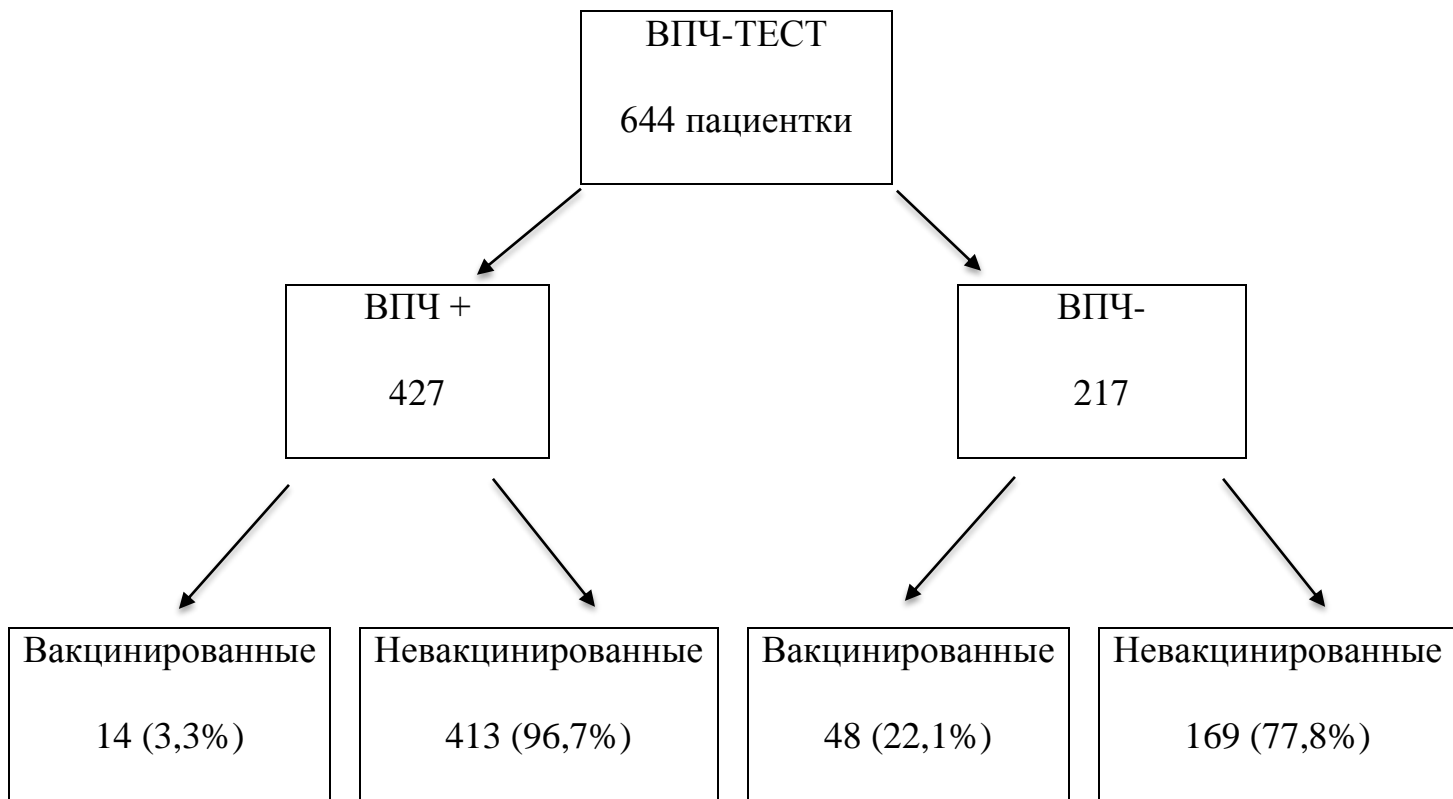 ВПЧ-ТЕСТ
644 пациентки
ВПЧ +
427
ВПЧ-
217
Вакцинированные
14 (3,3%)
Невакцинированные
413 (96,7%)
Вакцинированные
48 (22,1%)
Невакцинированные
169 (77,8%)